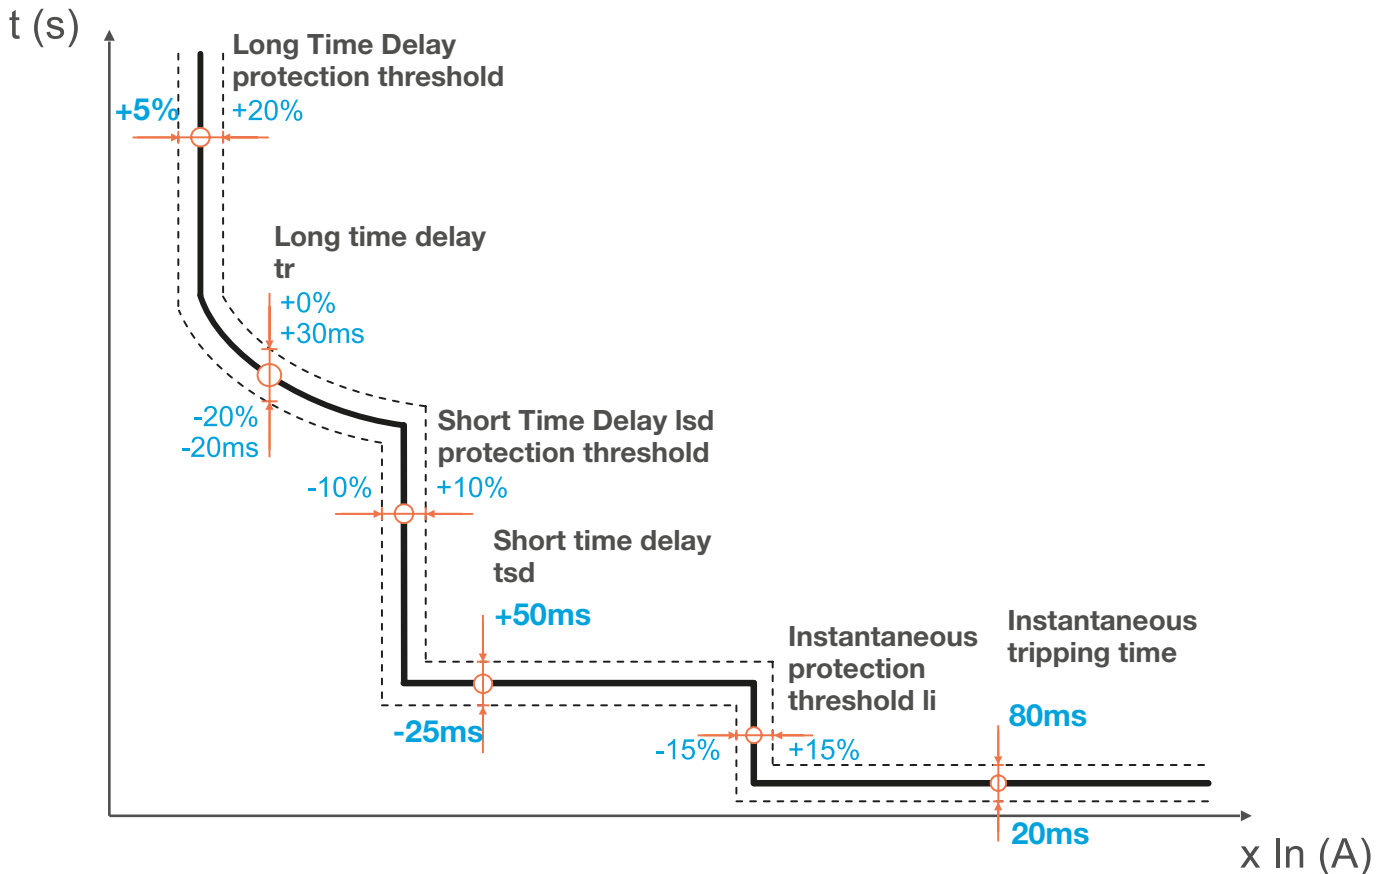 t (s)
Long Time Delay
protection threshold
+5%
+20%
Long time delay
tr
+0%
+30ms
-20%
-20ms
Short Time Delay Isd
protection threshold
-10%
+10%
Short time delay
tsd
+50ms
-25ms
Instantaneous
protection
threshold Ii
-15%
+15%
Instantaneous
tripping time
80ms
20ms
x In (A)